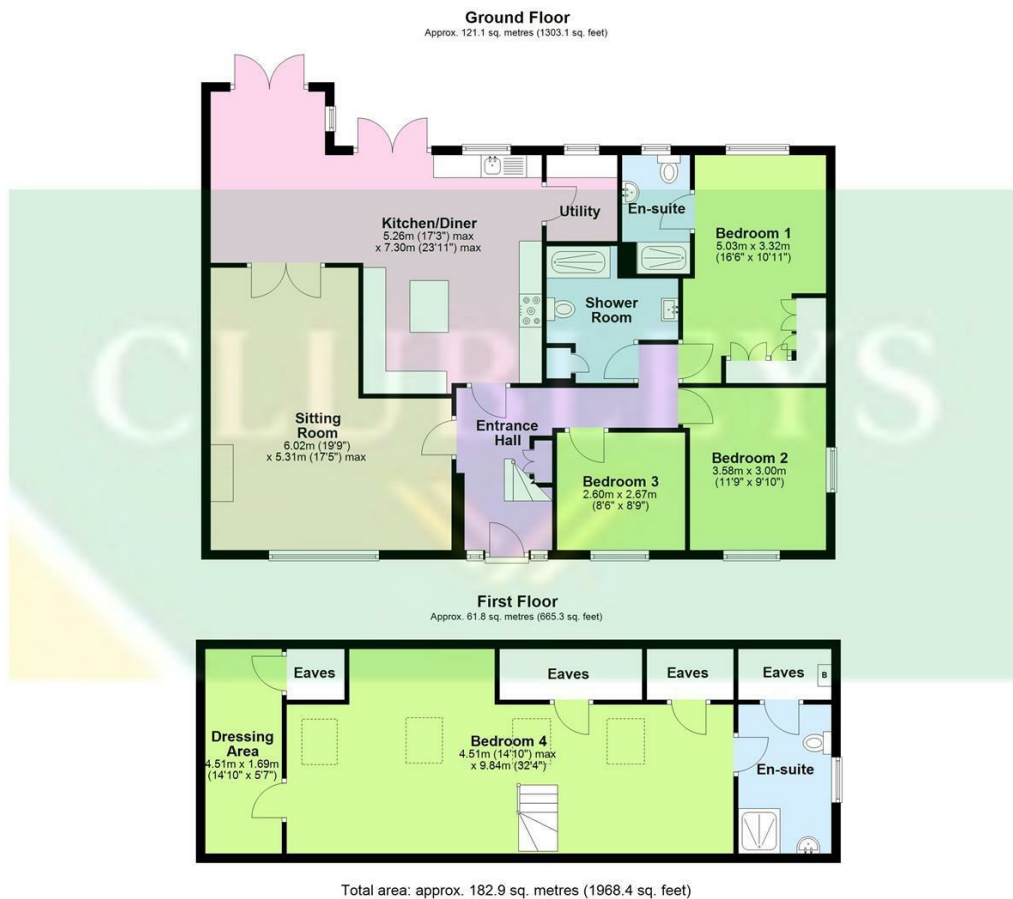 Ground Floor
Approx. 121.1 sq. metres (1303.1 sq. feet)
Kitchen/Diner
5.26m (17'3") max
x 7.30m (23'11") max
Utility
En-suite
Bedroom 1
5.03m x 3.32m
(16'6" x 10'11")
Shower
Room
CLUBLEYS
Sitting
Room
6.02m (19'9")
x 5.31m (17'5") max
Entrance
Hall
Bedroom 3
2.60m x 2.67m
(8'6" x 8'9")
Bedroom 2
3.58m x 3.00m
(11'9" x 9'10")
First Floor
Approx. 61.8 sq. metres (665.3 sq. feet)
Eaves
Eaves
Eaves
Eaves
B
Dressing
Area
4.51m x 1.69m
(14'10" x 5'7")
Bedroom 4
4.51m (14'10") max
x 9.84m (32'4")
En-suite
Total area: approx. 182.9 sq. metres (1968.4 sq. feet)